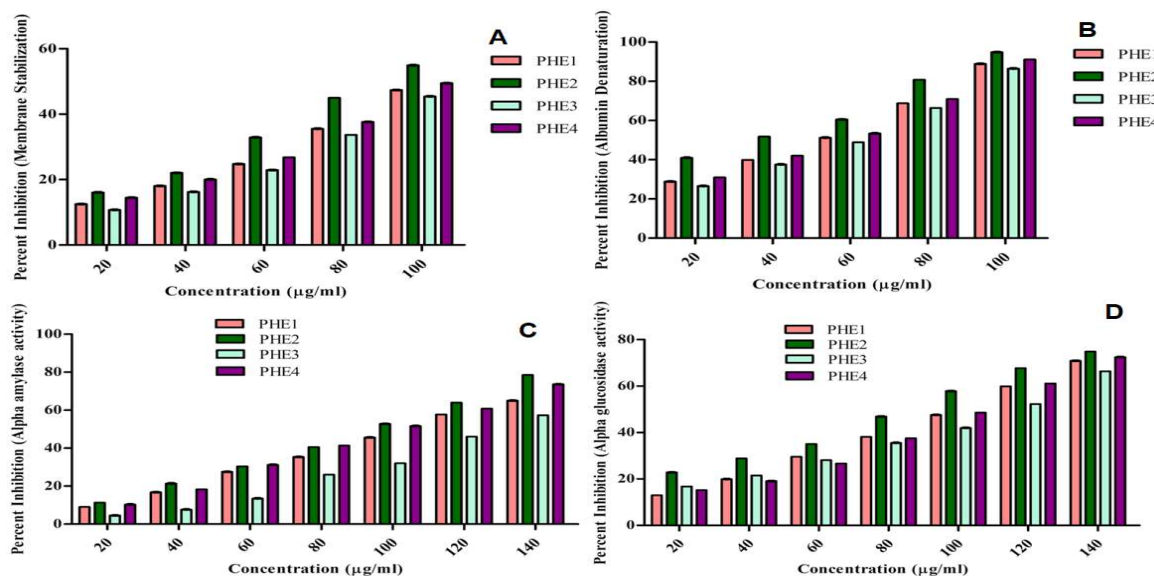 A
Percent Inhibition (Membrane Stabilization)
60
40
20
0
PHE1
PHE2
PHE3
PHE4
20 40 60 80 100
Concentration (µg/ml)
B
Percent Inhibition (Albumin Denaturation)
100
80
60
40
20
0
PHE1
PHE2
PHE3
PHE4
20 40 60 80 100
Concentration (µg/ml)
C
Percent Inhibition (Alpha amylase activity)
100
80
60
40
20
0
PHE1
PHE2
PHE3
PHE4
20 40 60 80 100 120 140
Concentration (µg/ml)
D
Percent Inhibition (Alpha glucosidase activity)
80
60
40
20
0
PHE1
PHE2
PHE3
PHE4
20 40 60 80 100 120 140
Concentration (µg/ml)